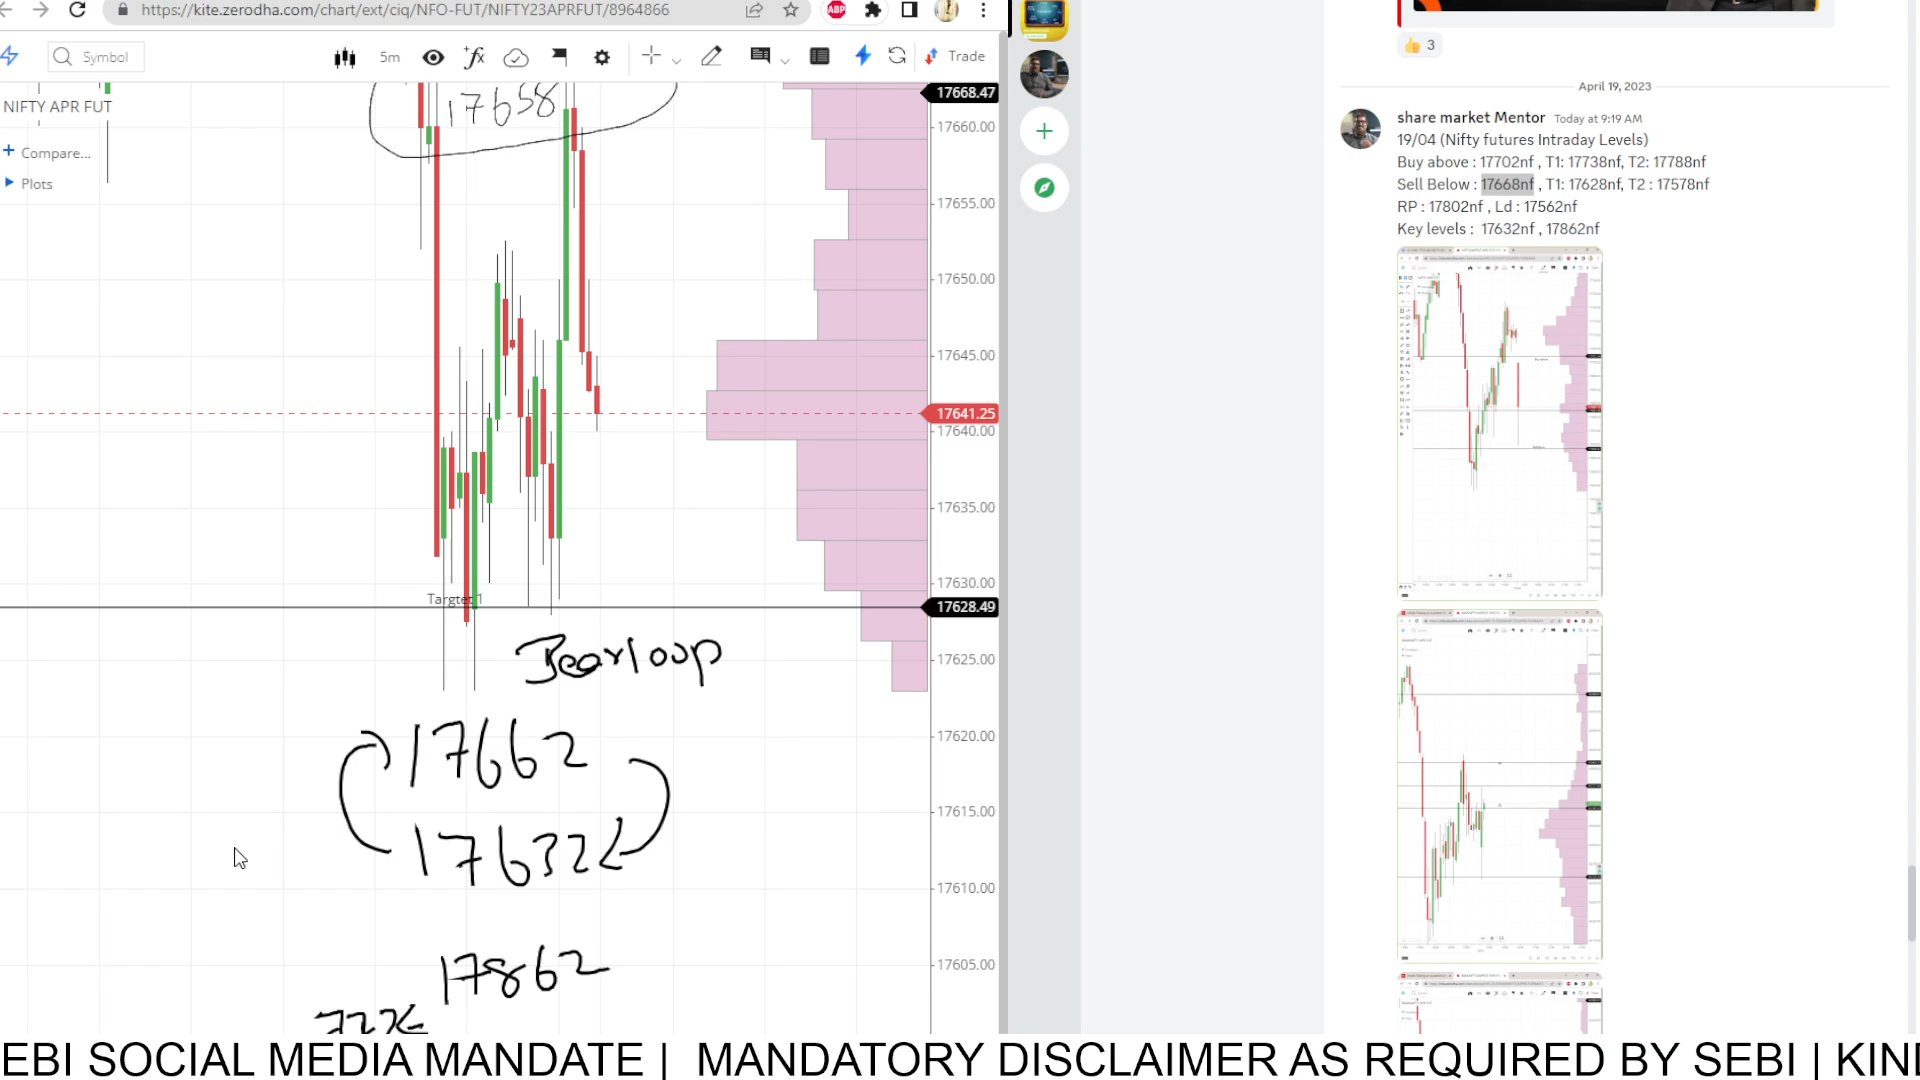 https://kite.zerodha.com/chart/ext/ciq/NFO-FUT/NIFTY23APRFUT/8964866
ABP
Symbol
5m
Trade
NIFTY APR FUT
Compare...
Plots
17658
17668.47
17660.00
17655.00
17650.00
17645.00
17641.25
17640.00
17635.00
17630.00
Targtet 1
17628.49
17625.00
Bearloop
17620.00
17662
17615.00
17632
17610.00
17862
17605.00
3
April 19, 2023
share market Mentor Today at 9:19 AM
19/04 (Nifty futures Intraday Levels)
Buy above : 17702nf , T1: 17738nf, T2: 17788nf
Sell Below : 17668nf , T1: 17628nf, T2 : 17578nf
RP : 17802nf , Ld : 17562nf
Key levels : 17632nf , 17862nf
EBI SOCIAL MEDIA MANDATE | MANDATORY DISCLAIMER AS REQUIRED BY SEBI | KIN